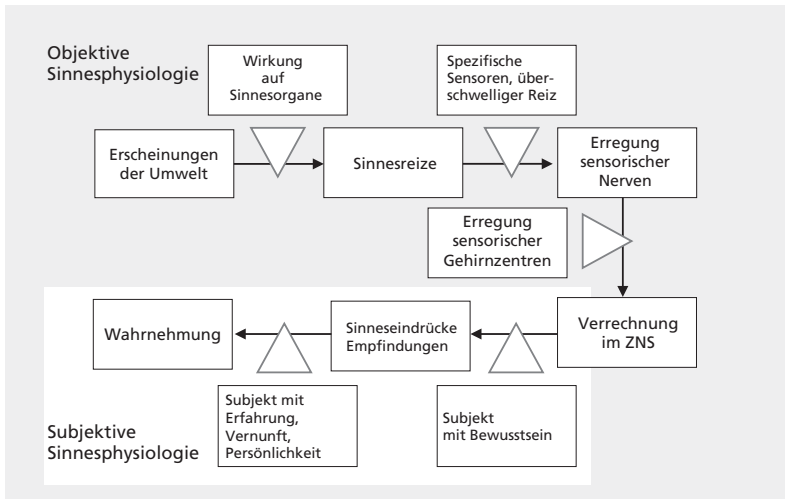 Objektive
Sinnesphysiologie
Wirkung
auf
Sinnesorgane
Spezifische
Sensoren, über-
schwelliger Reiz
Erscheinungen
der Umwelt
Sinnesreize
Erregung
sensorischer
Nerven
Erregung
sensorischer
Gehirnzentren
Wahrnehmung
Sinneseindrücke
Empfindungen
Verrechnung
im ZNS
Subjektive
Sinnesphysiologie
Subjekt mit
Erfahrung,
Vernunft,
Persönlichkeit
Subjekt
mit Bewusstsein